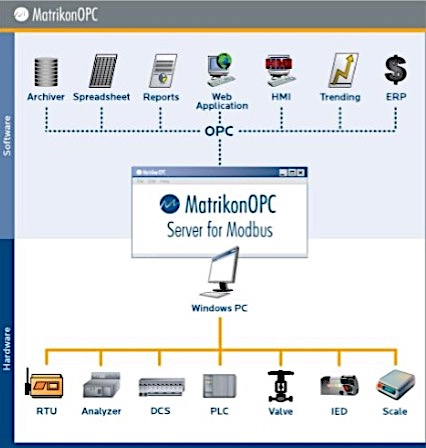 MatrikonOPC
Software
Archiver Spreadsheet Reports Web Application HMI Trending ERP
OPC
MatrikonOPC
MatrikonOPC
Server for Modbus
Windows PC
Hardware
RTU Analyzer DCS PLC Valve IED Scale